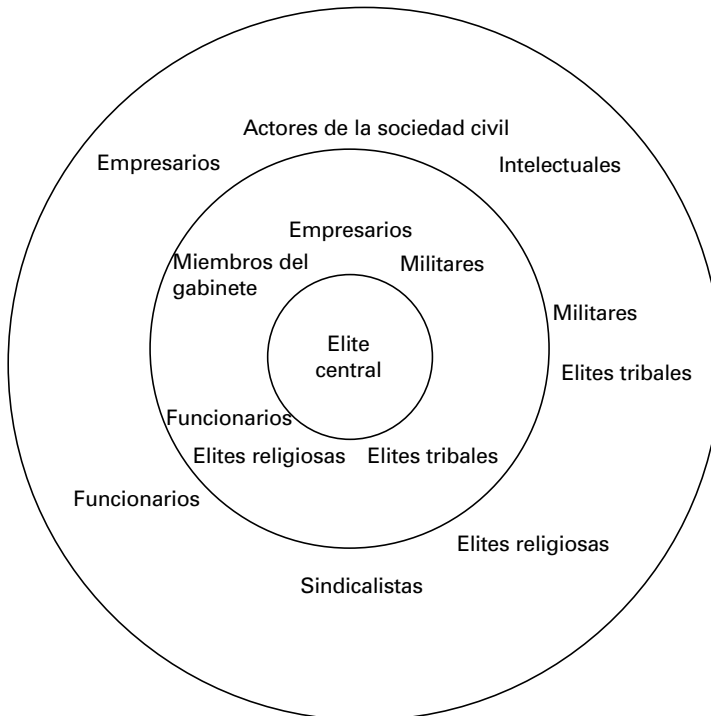 Actores de la sociedad civil
Empresarios
Intelectuales
Empresarios
Miembros del
gabinete
Militares
Militares
Elite
central
Elites tribales
Funcionarios
Elites religiosas
Elites tribales
Funcionarios
Elites religiosas
Sindicalistas